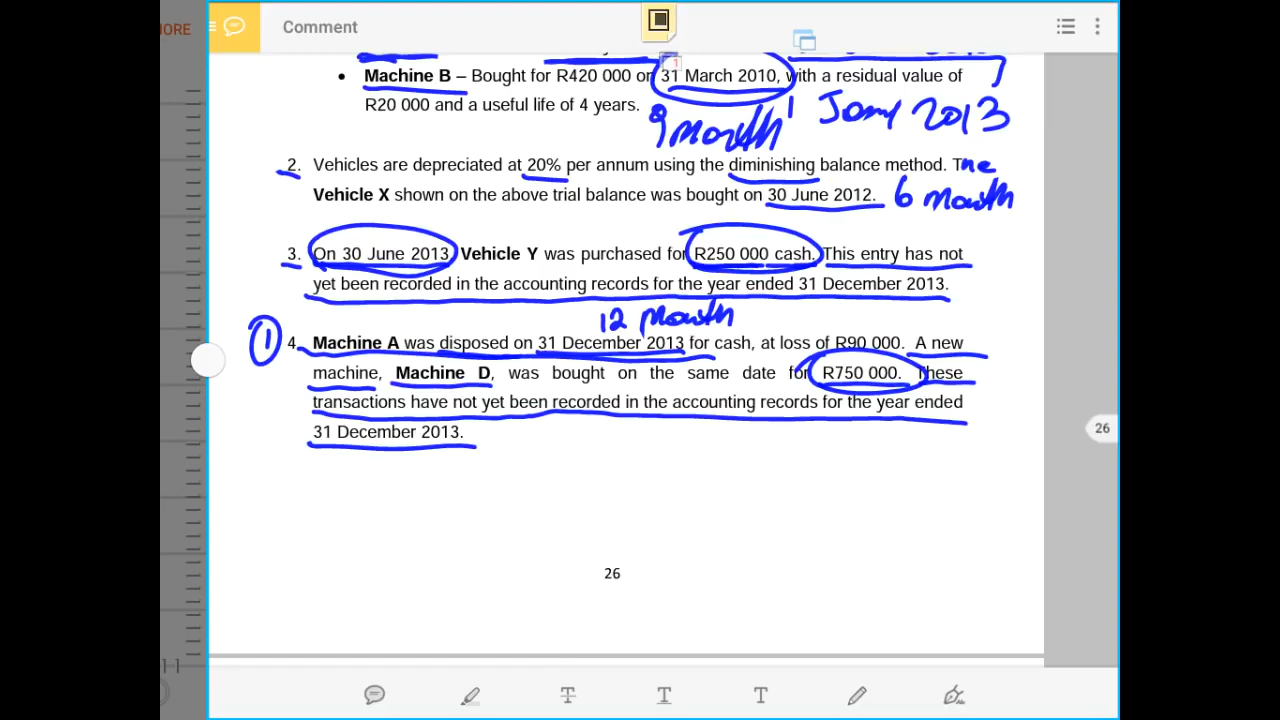 MORE
Comment
1
Machine B – Bought for R420 000 on 31 March 2010, with a residual value of
R20 000 and a useful life of 4 years.
9 month
1 Jany 2013
2. Vehicles are depreciated at 20% per annum using the diminishing balance method. The
Vehicle X shown on the above trial balance was bought on 30 June 2012.
6 month
3. On 30 June 2013, Vehicle Y was purchased for R250 000 cash. This entry has not
yet been recorded in the accounting records for the year ended 31 December 2013.
12 month
1
4. Machine A was disposed on 31 December 2013 for cash, at loss of R90 000. A new
machine, Machine D, was bought on the same date for R750 000. These
transactions have not yet been recorded in the accounting records for the year ended
31 December 2013.
26
26
T T T